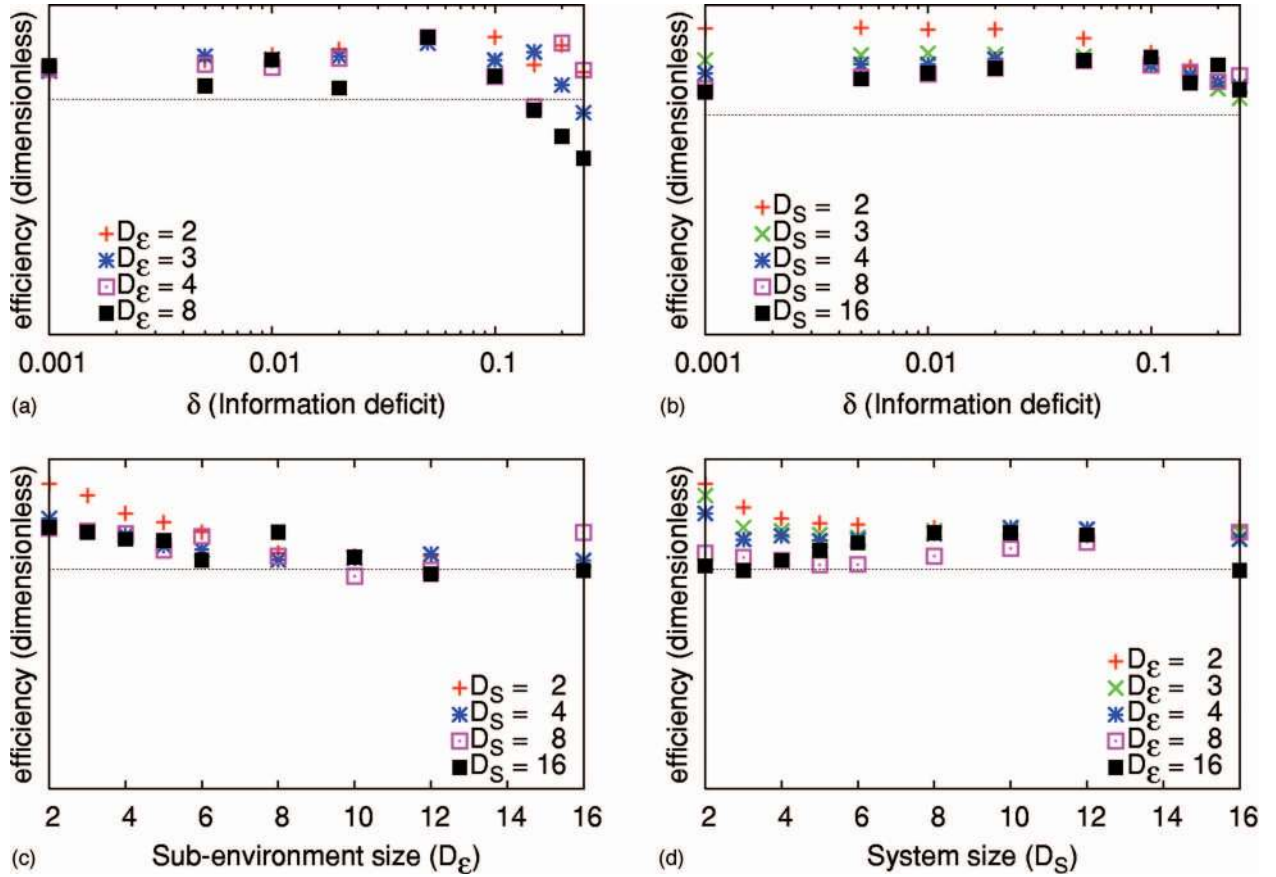 efficiency (dimensionless)
D_ε = 2
D_ε = 3
D_ε = 4
D_ε = 8
0.001 0.01 0.1
(a) δ (Information deficit)
efficiency (dimensionless)
D_S = 2
D_S = 3
D_S = 4
D_S = 8
D_S = 16
0.001 0.01 0.1
(b) δ (Information deficit)
efficiency (dimensionless)
D_S = 2
D_S = 4
D_S = 8
D_S = 16
2 4 6 8 10 12 14 16
(c) Sub-environment size (D_ε)
efficiency (dimensionless)
D_ε = 2
D_ε = 3
D_ε = 4
D_ε = 8
D_ε = 16
2 4 6 8 10 12 14 16
(d) System size (D_S)